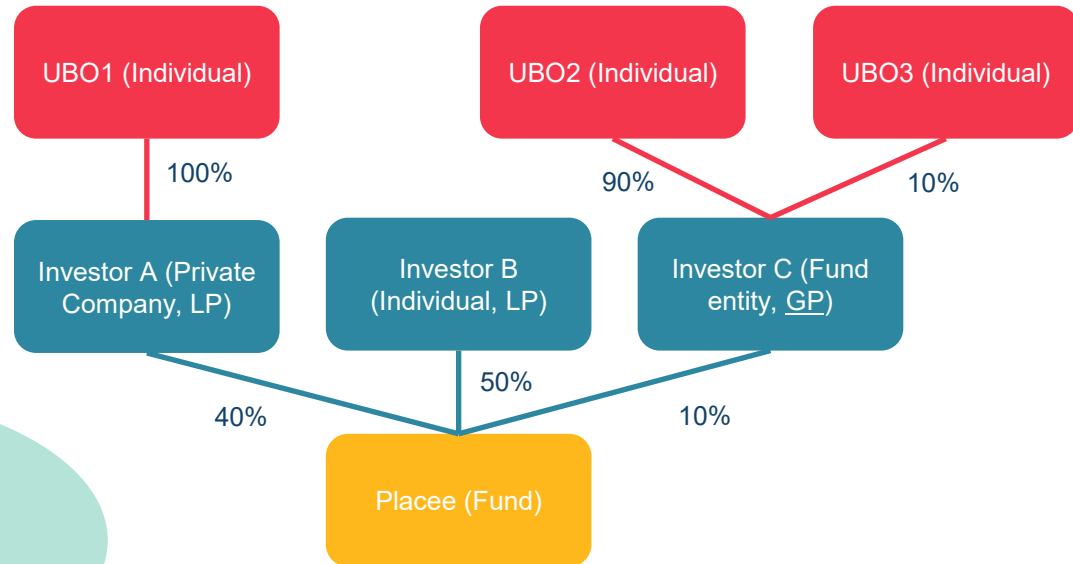 UBO1 (Individual)
UBO2 (Individual)
UBO3 (Individual)
100%
90%
10%
Investor A (Private
Company, LP)
Investor B
(Individual, LP)
Investor C (Fund
entity, GP)
40%
50%
10%
Placee (Fund)